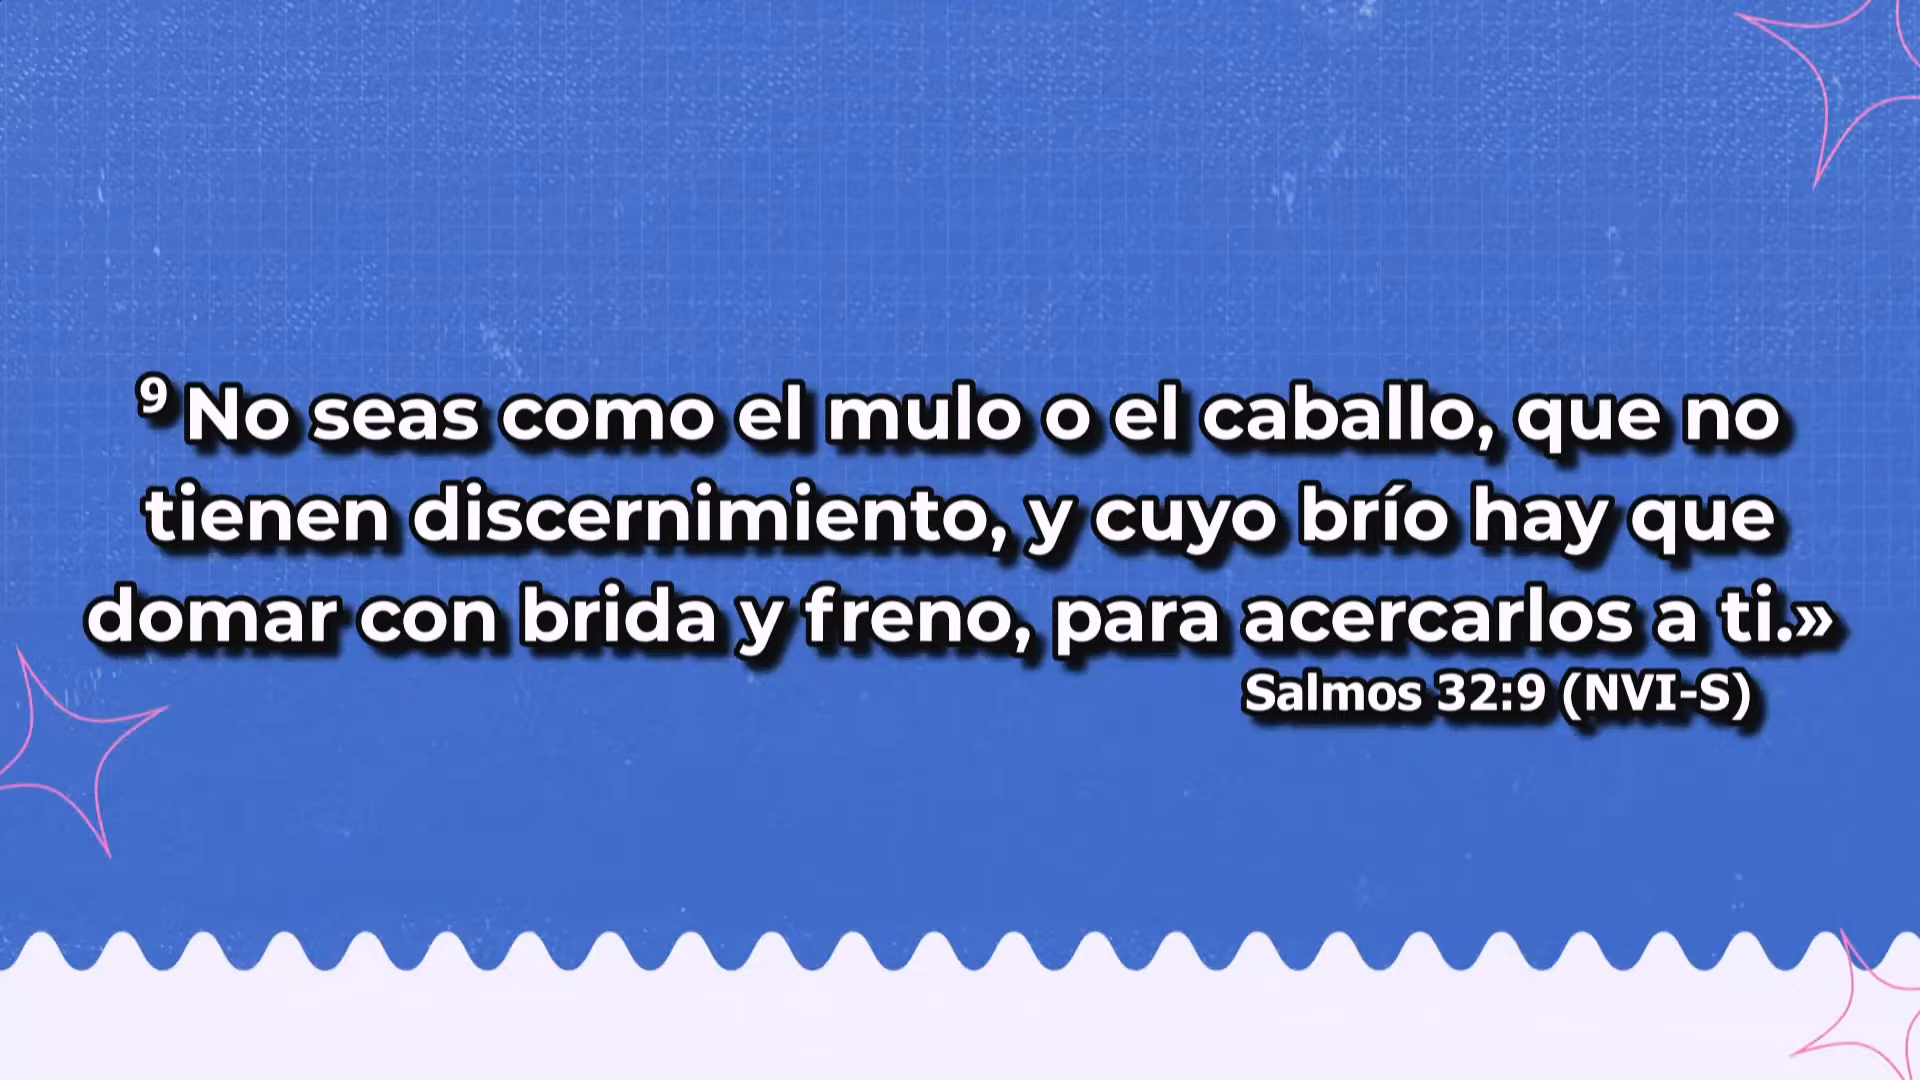 9 No seas como el mulo o el caballo, que no
tienen discernimiento, y cuyo brío hay que
domar con brida y freno, para acercarlos a ti.»
Salmos 32:9 (NVI-S)